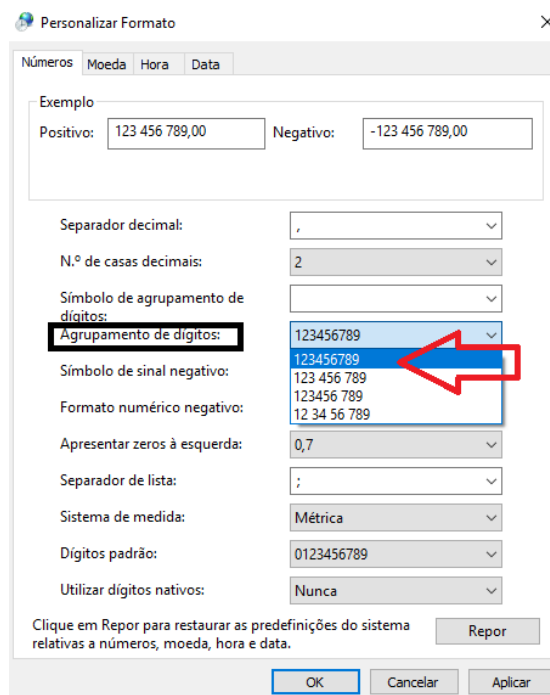 Personalizar Formato
Números Moeda Hora Data
Exemplo
Positivo: 123 456 789,00 Negativo: -123 456 789,00
Separador decimal: ,
N.º de casas decimais: 2
Símbolo de agrupamento de
dígitos:
Agrupamento de dígitos: 123456789
123456789
Símbolo de sinal negativo: 123 456 789
123456 789
Formato numérico negativo: 12 34 56 789
Apresentar zeros à esquerda: 0,7
Separador de lista: ;
Sistema de medida: Métrica
Dígitos padrão: 0123456789
Utilizar dígitos nativos: Nunca
Clique em Repor para restaurar as predefinições do sistema
relativas a números, moeda, hora e data. Repor
OK Cancelar Aplicar